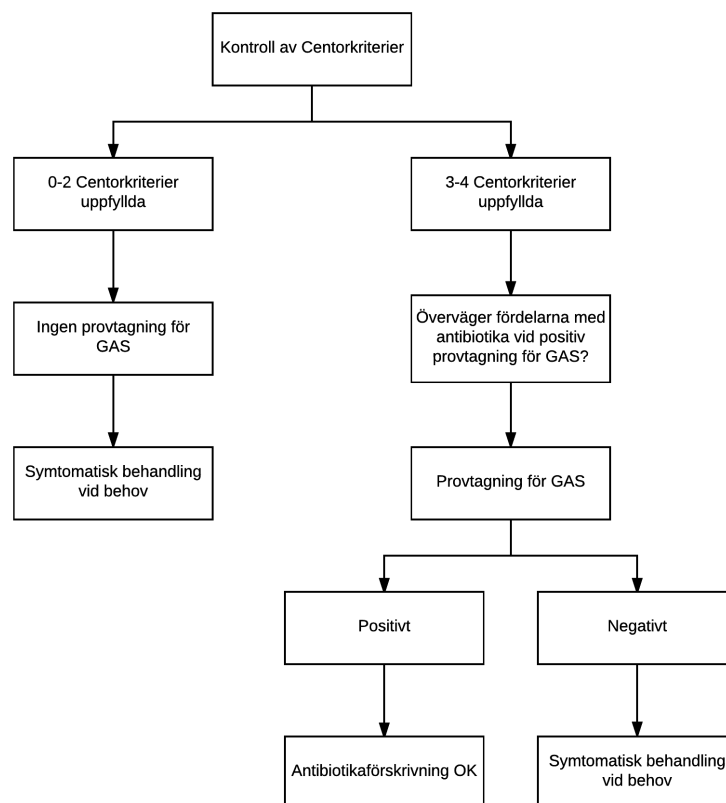 Kontroll av Centorkriterier
0-2 Centorkriterier
uppfyllda
3-4 Centorkriterier
uppfyllda
Ingen provtagning för
GAS
Överväger fördelarna med
antibiotika vid positiv
provtagning för GAS?
Symtomatisk behandling
vid behov
Provtagning för GAS
Positivt
Negativt
Antibiotikaförskrivning OK
Symtomatisk behandling
vid behov